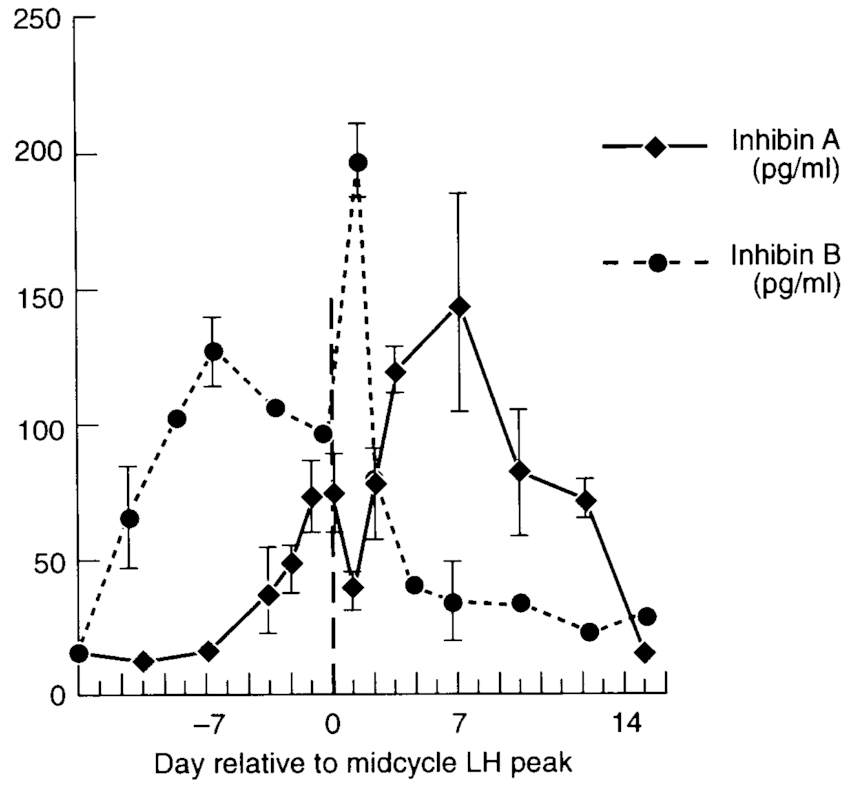 250
200
150
100
50
0
Inhibin A
(pg/ml)
Inhibin B
(pg/ml)
–7 0 7 14
Day relative to midcycle LH peak